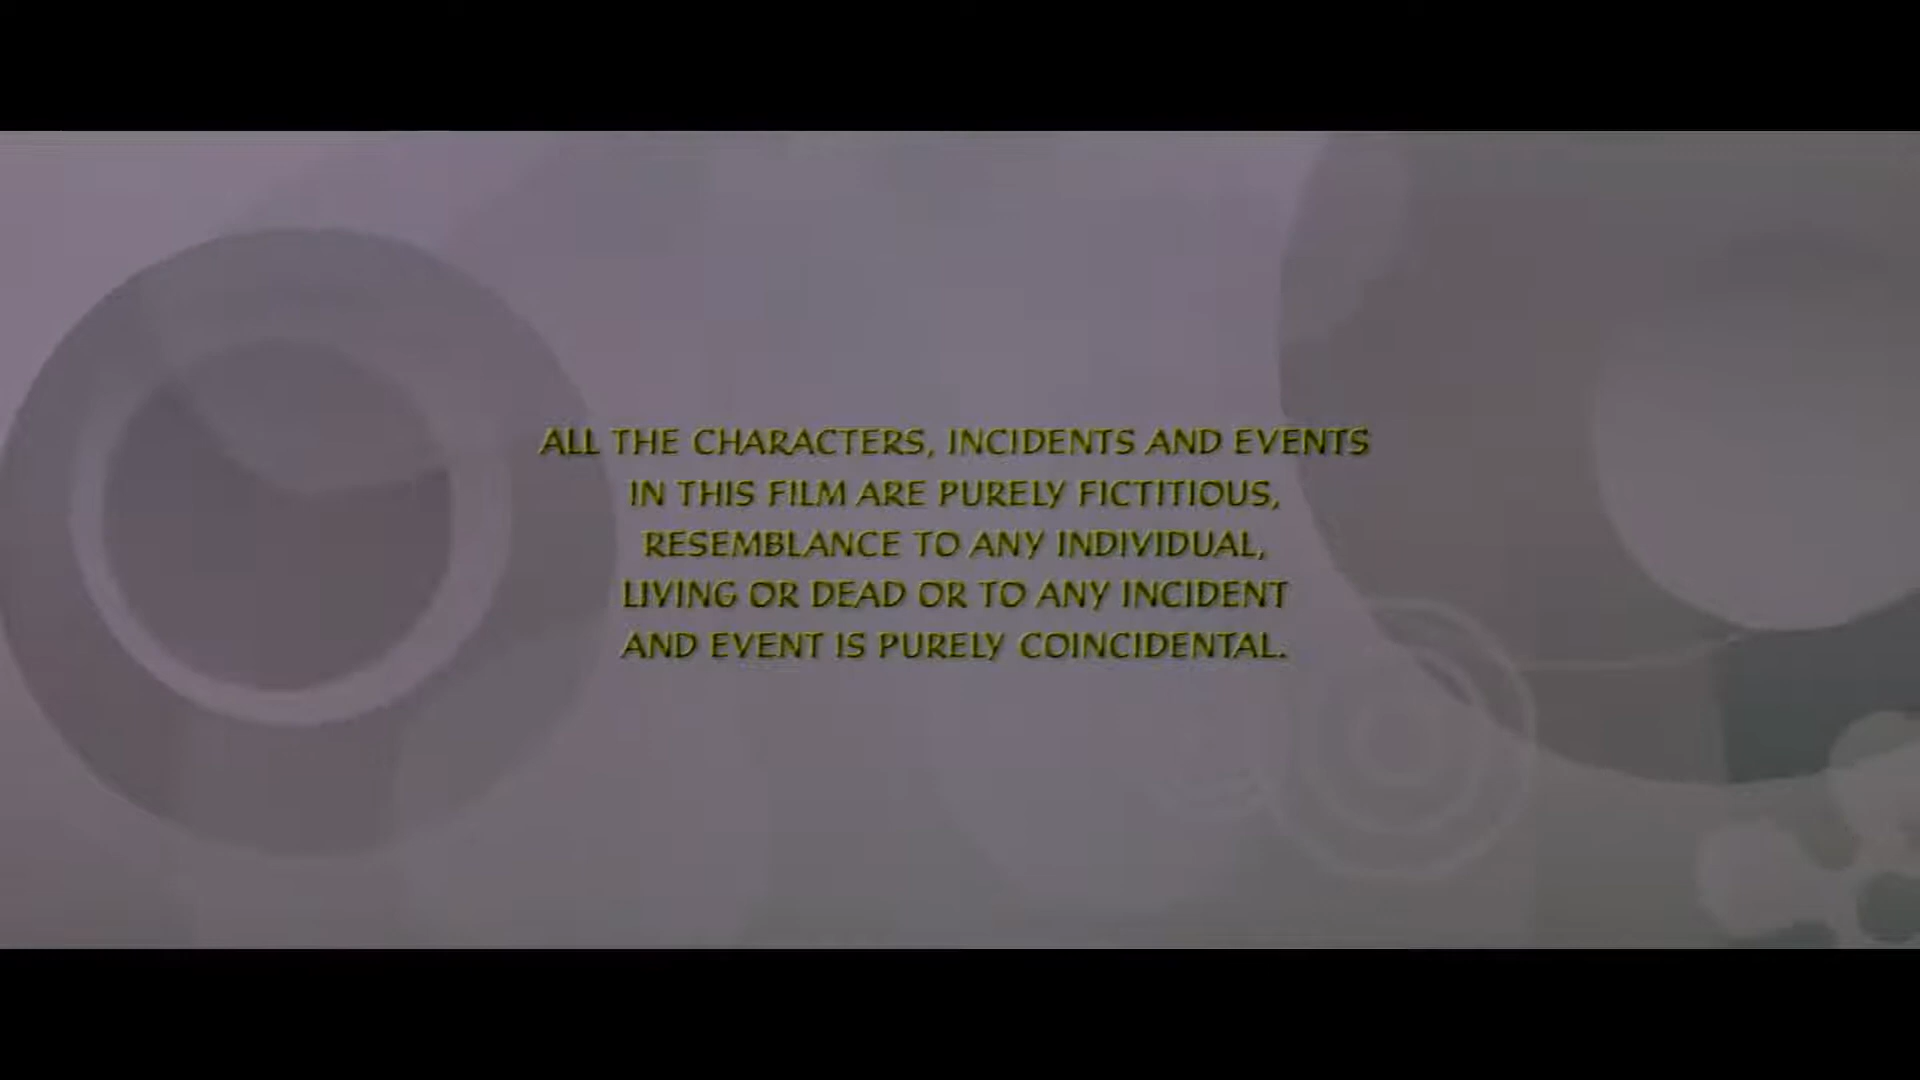 ALL THE CHARACTERS, INCIDENTS AND EVENTS
IN THIS FILM ARE PURELY FICTITIOUS,
RESEMBLANCE TO ANY INDIVIDUAL,
LIVING OR DEAD OR TO ANY INCIDENT
AND EVENT IS PURELY COINCIDENTAL.